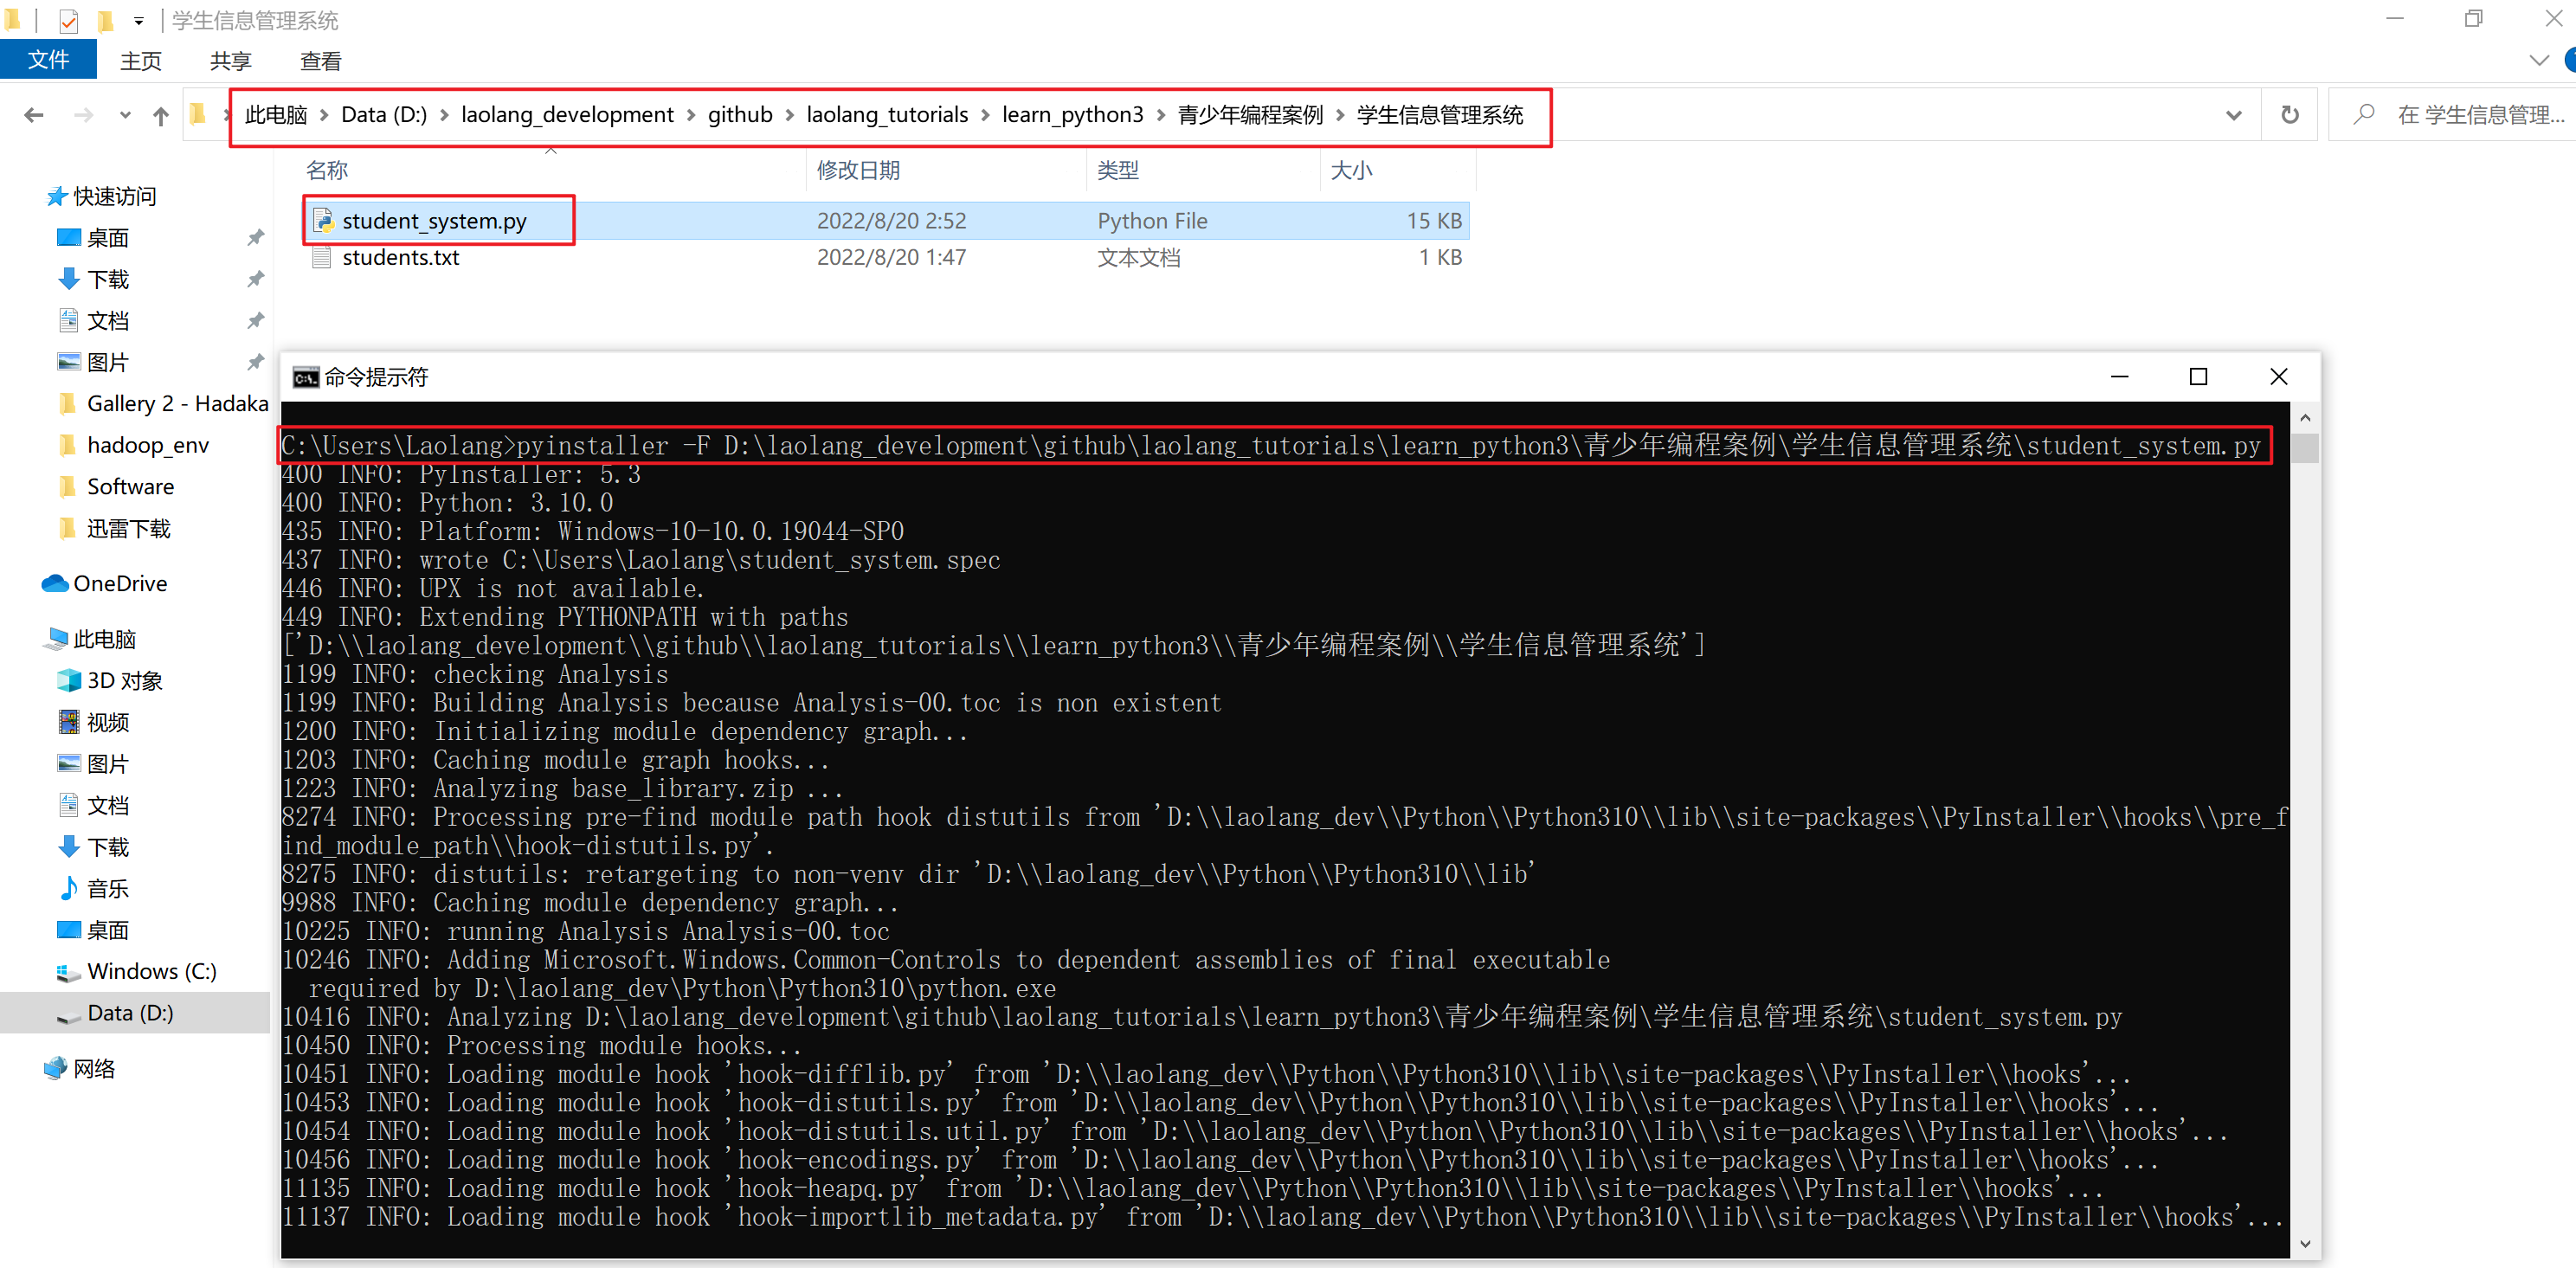 学生信息管理系统
文件 主页 共享 查看
此电脑 > Data (D:) > laolang_development > github > laolang_tutorials > learn_python3 > 青少年编程案例 > 学生信息管理系统
在 学生信息管理...
名称 修改日期 类型 大小
student_system.py 2022/8/20 2:52 Python File 15 KB
students.txt 2022/8/20 1:47 文本文档 1 KB
快速访问
桌面
下载
文档
图片
Gallery 2 - Hadaka
hadoop_env
Software
迅雷下载
OneDrive
此电脑
3D 对象
视频
图片
文档
下载
音乐
桌面
Windows (C:)
Data (D:)
网络
命令提示符
C:\Users\Laolang>pyinstaller -F D:\laolang_development\github\laolang_tutorials\learn_python3\青少年编程案例\学生信息管理系统\student_system.py
400 INFO: PyInstaller: 5.3
400 INFO: Python: 3.10.0
435 INFO: Platform: Windows-10-10.0.19044-SP0
437 INFO: wrote C:\Users\Laolang\student_system.spec
446 INFO: UPX is not available.
449 INFO: Extending PYTHONPATH with paths
['D:\\laolang_development\\github\\laolang_tutorials\\learn_python3\\青少年编程案例\\学生信息管理系统']
1199 INFO: checking Analysis
1199 INFO: Building Analysis because Analysis-00.toc is non existent
1200 INFO: Initializing module dependency graph...
1203 INFO: Caching module graph hooks...
1223 INFO: Analyzing base_library.zip ...
8274 INFO: Processing pre-find module path hook distutils from 'D:\\laolang_dev\\Python\\Python310\\lib\\site-packages\\PyInstaller\\hooks\\pre_f
ind_module_path\\hook-distutils.py'.
8275 INFO: distutils: retargeting to non-venv dir 'D:\\laolang_dev\\Python\\Python310\\lib'
9988 INFO: Caching module dependency graph...
10225 INFO: running Analysis Analysis-00.toc
10246 INFO: Adding Microsoft.Windows.Common-Controls to dependent assemblies of final executable
required by D:\laolang_dev\Python\Python310\python.exe
10416 INFO: Analyzing D:\laolang_development\github\laolang_tutorials\learn_python3\青少年编程案例\学生信息管理系统\student_system.py
10450 INFO: Processing module hooks...
10451 INFO: Loading module hook 'hook-difflib.py' from 'D:\\laolang_dev\\Python\\Python310\\lib\\site-packages\\PyInstaller\\hooks'...
10453 INFO: Loading module hook 'hook-distutils.py' from 'D:\\laolang_dev\\Python\\Python310\\lib\\site-packages\\PyInstaller\\hooks'...
10454 INFO: Loading module hook 'hook-distutils.util.py' from 'D:\\laolang_dev\\Python\\Python310\\lib\\site-packages\\PyInstaller\\hooks'...
10456 INFO: Loading module hook 'hook-encodings.py' from 'D:\\laolang_dev\\Python\\Python310\\lib\\site-packages\\PyInstaller\\hooks'...
11135 INFO: Loading module hook 'hook-heapq.py' from 'D:\\laolang_dev\\Python\\Python310\\lib\\site-packages\\PyInstaller\\hooks'...
11137 INFO: Loading module hook 'hook-importlib_metadata.py' from 'D:\\laolang_dev\\Python\\Python310\\lib\\site-packages\\PyInstaller\\hooks'...